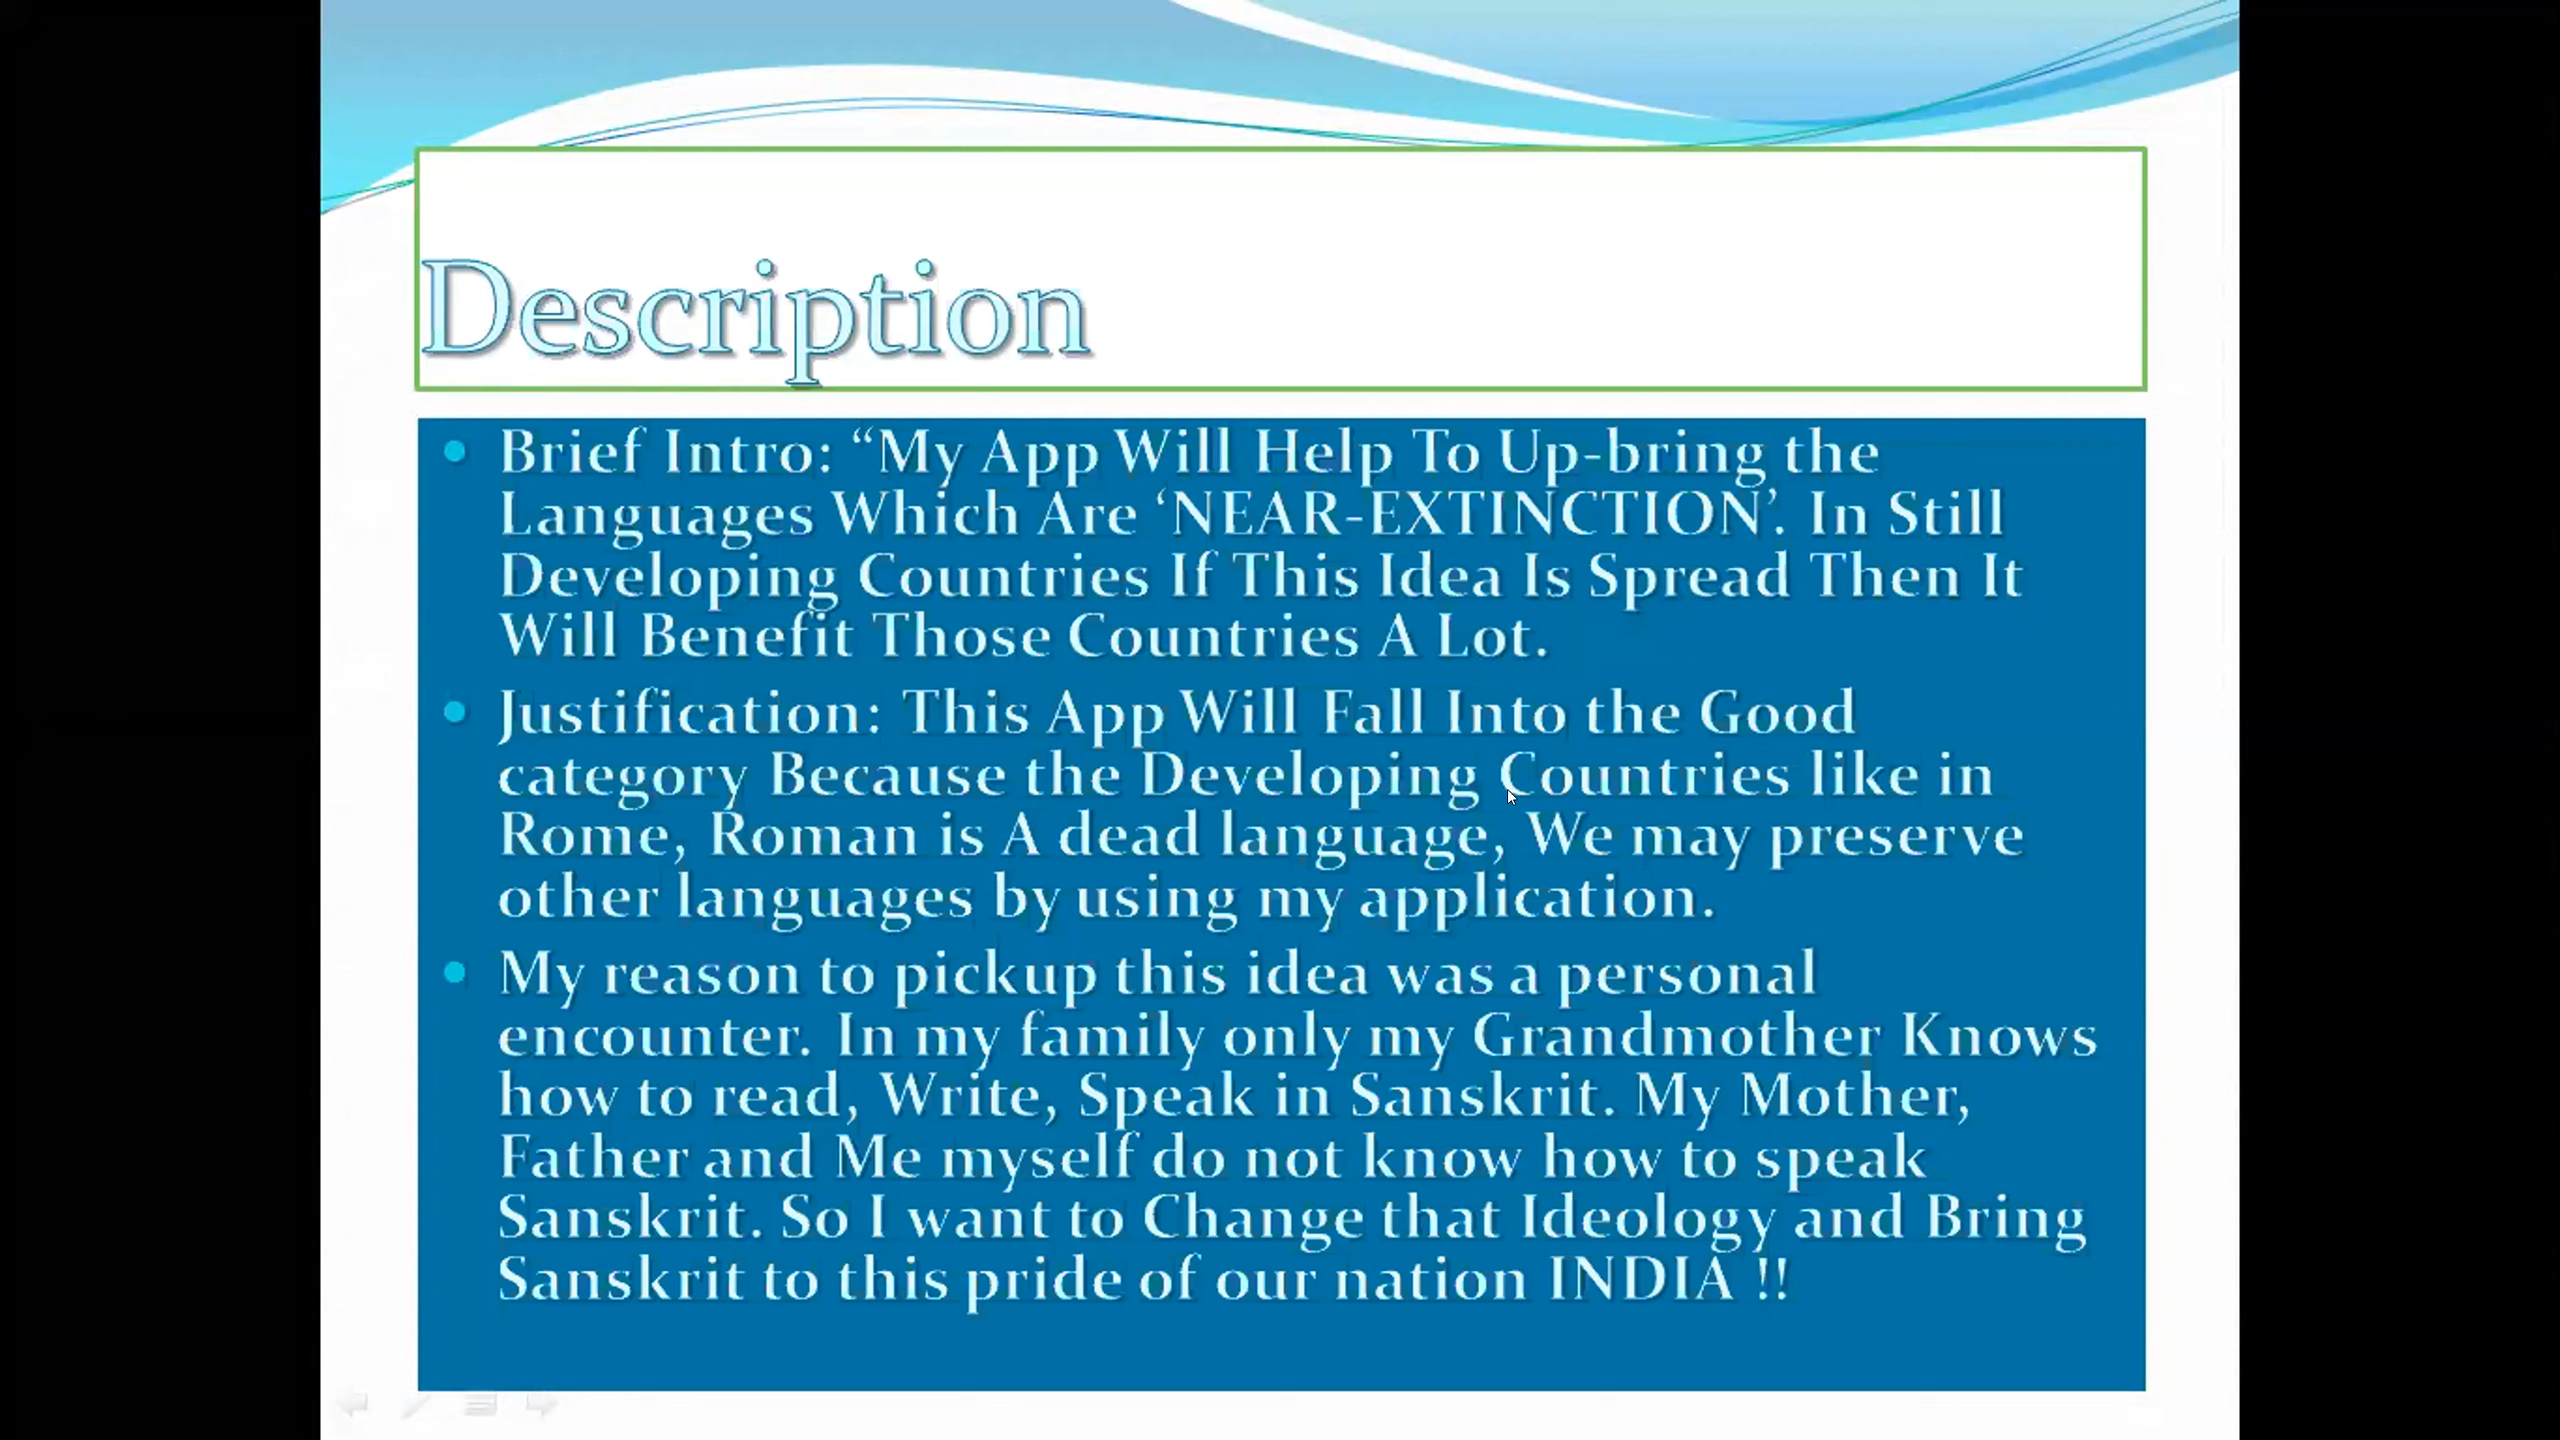 Description
Brief Intro: “My App Will Help To Up-bring the
Languages Which Are ‘NEAR-EXTINCTION’. In Still
Developing Countries If This Idea Is Spread Then It
Will Benefit Those Countries A Lot.
Justification: This App Will Fall Into the Good
category Because the Developing Countries like in
Rome, Roman is A dead language, We may preserve
other languages by using my application.
My reason to pickup this idea was a personal
encounter. In my family only my Grandmother Knows
how to read, Write, Speak in Sanskrit. My Mother,
Father and Me myself do not know how to speak
Sanskrit. So I want to Change that Ideology and Bring
Sanskrit to this pride of our nation INDIA !!